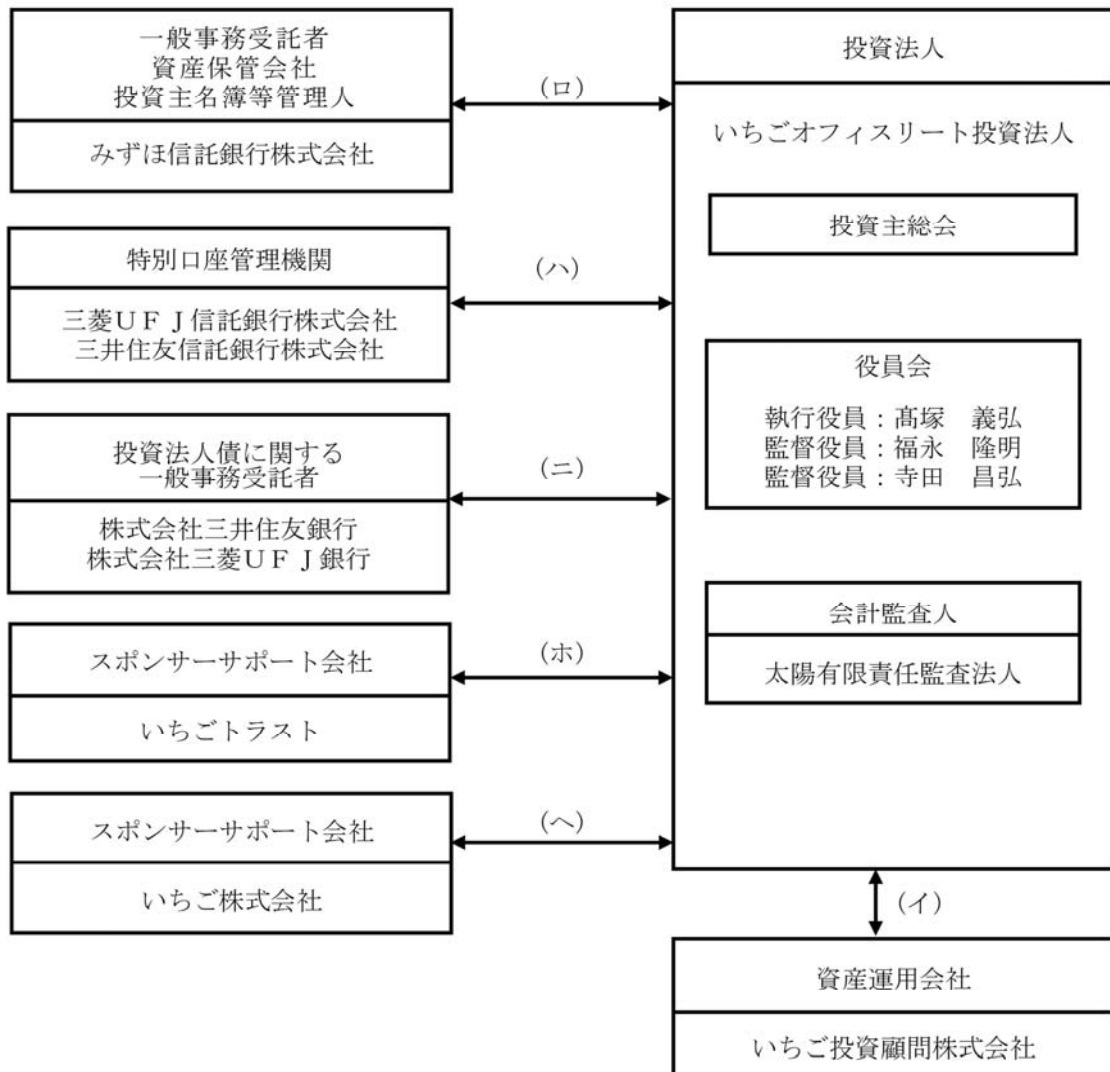 一般事務受託者
資産保管会社
投資主名簿等管理人
みずほ信託銀行株式会社
(ロ)
特別口座管理機関
三菱UFJ信託銀行株式会社
三井住友信託銀行株式会社
(ハ)
投資法人債に関する
一般事務受託者
株式会社三井住友銀行
株式会社三菱UFJ銀行
(ニ)
スポンサーサポート会社
いちごトラスト
(ホ)
スポンサーサポート会社
いちご株式会社
(ヘ)
投資法人
いちごオフィスリート投資法人
投資主総会
役員会
執行役員:髙塚 義弘
監督役員:福永 隆明
監督役員:寺田 昌弘
会計監査人
太陽有限責任監査法人
(イ)
資産運用会社
いちご投資顧問株式会社